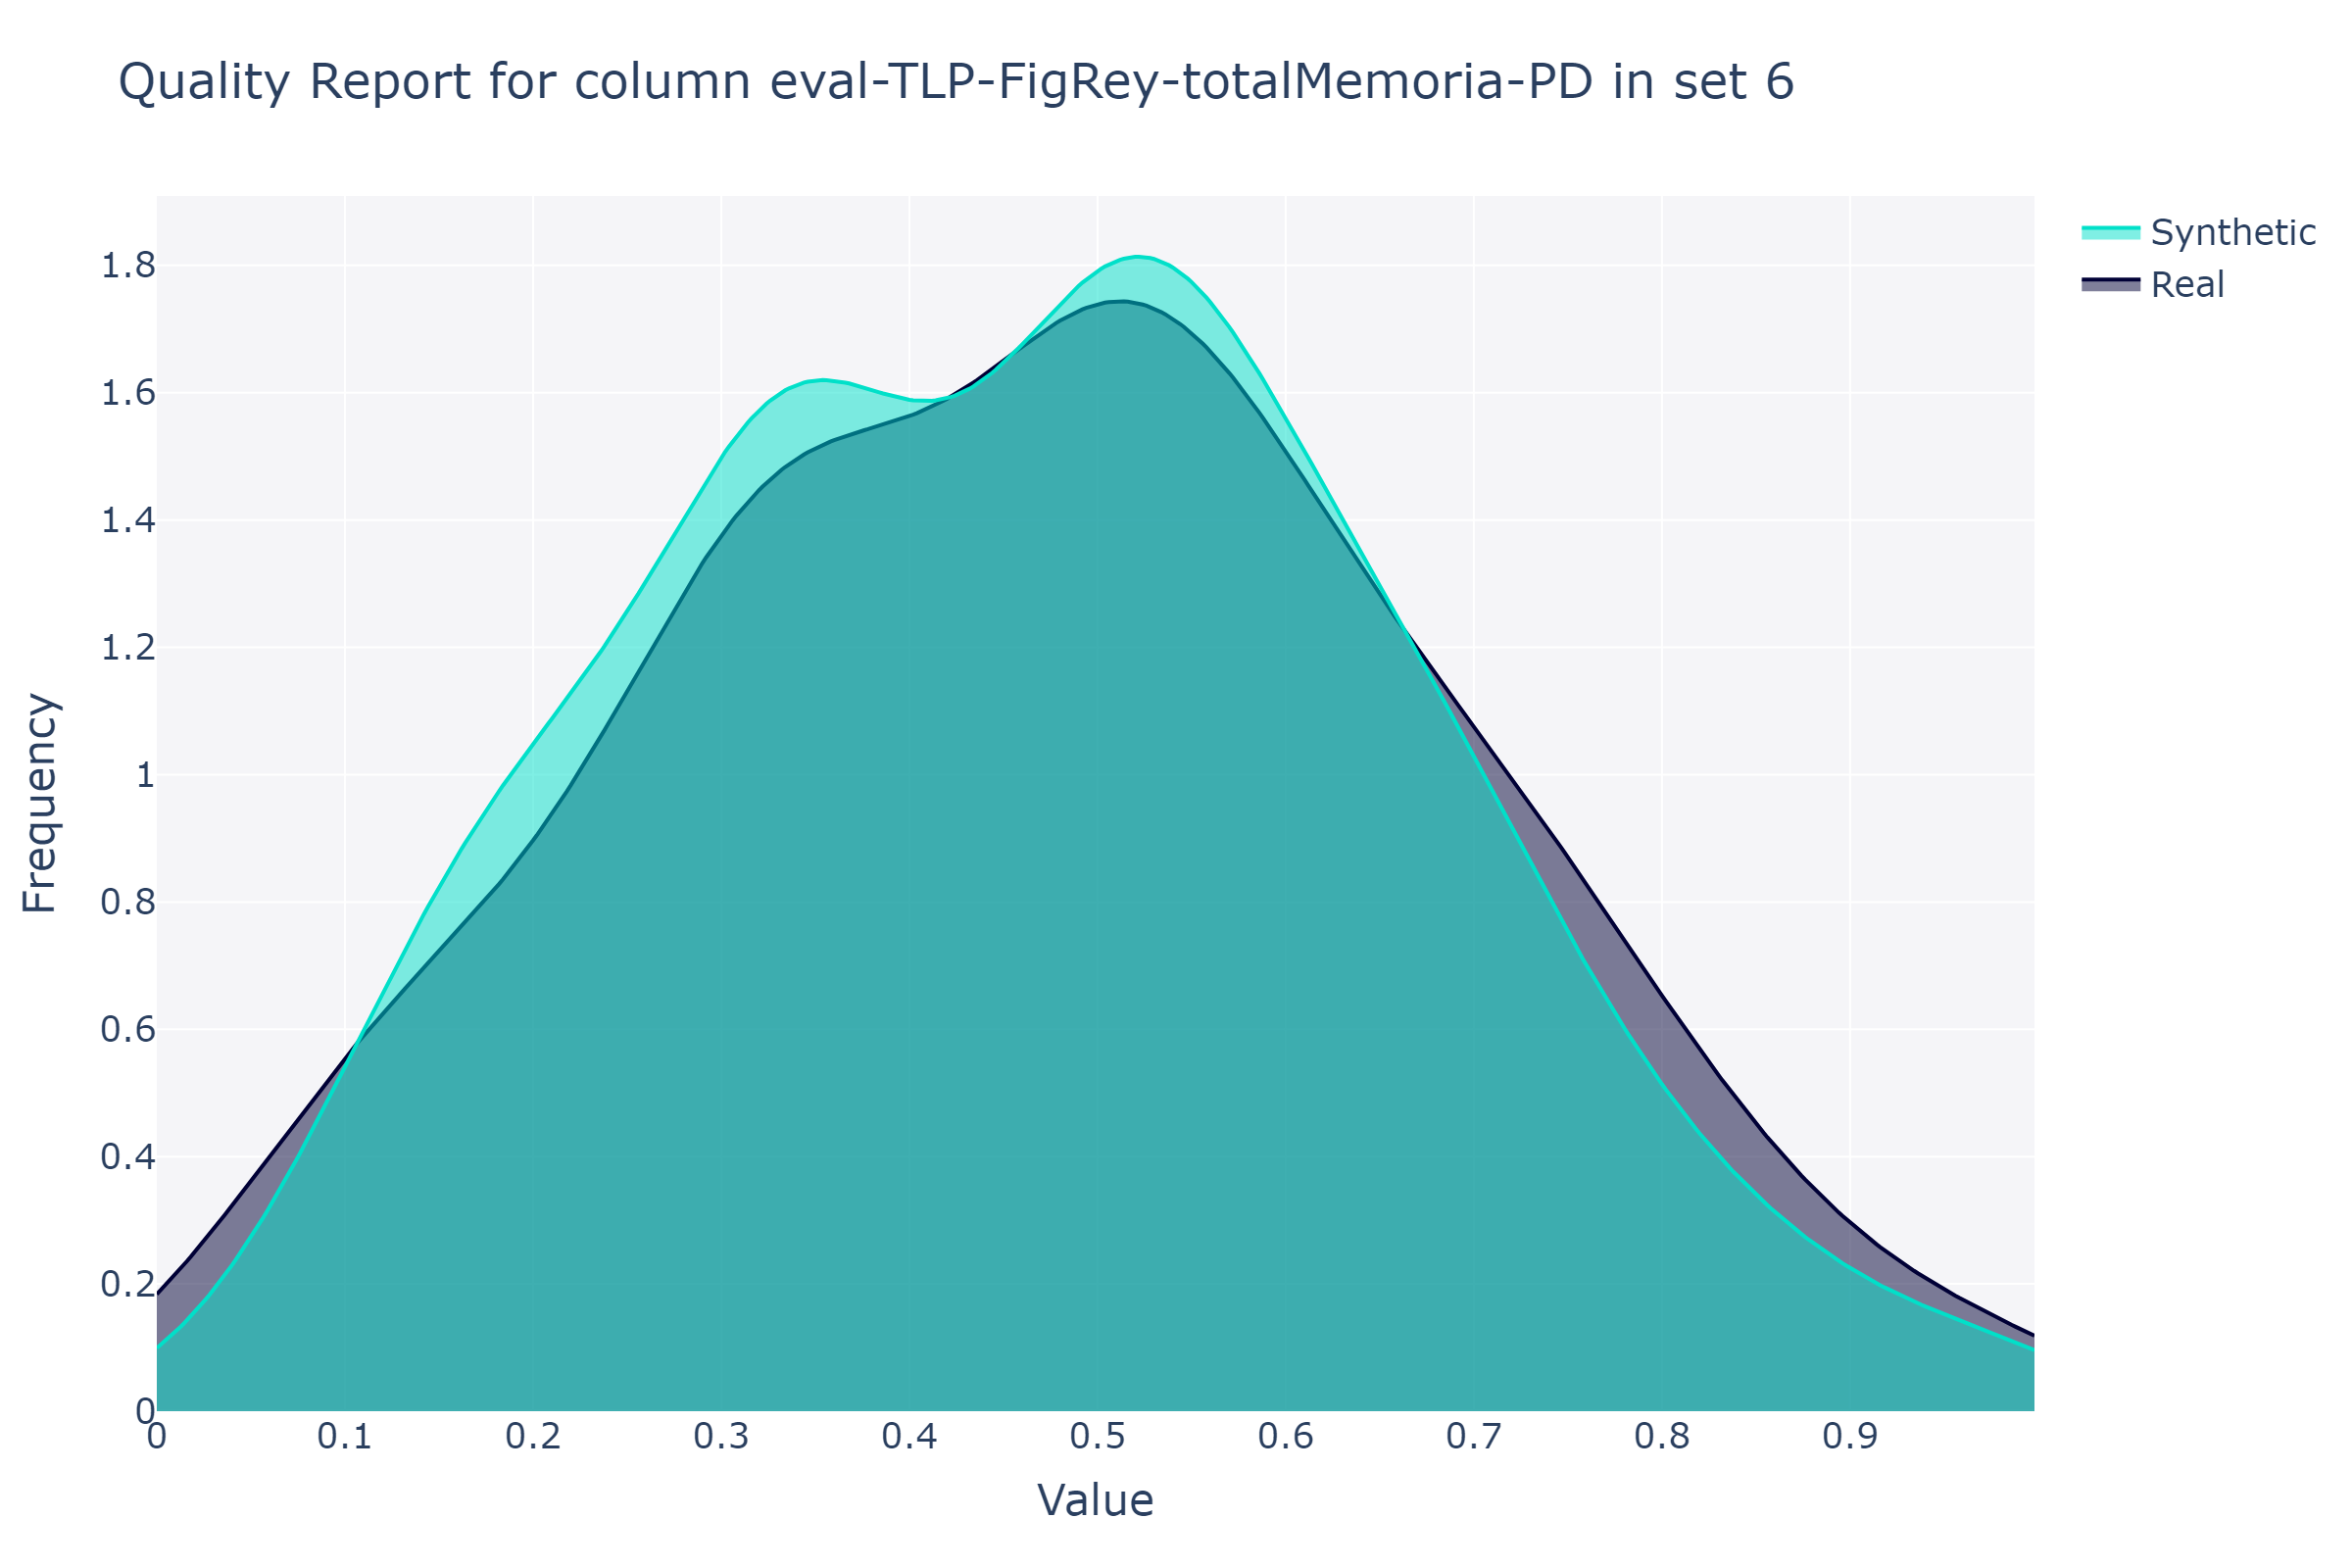 Quality Report for column eval-TLP-FigRey-totalMemoria-PD in set 6
Synthetic
Real
1.8
1.6
1.4
1.2
1
0.8
0.6
0.4
0.2
0
Frequency
0 0.1 0.2 0.3 0.4 0.5 0.6 0.7 0.8 0.9
Value